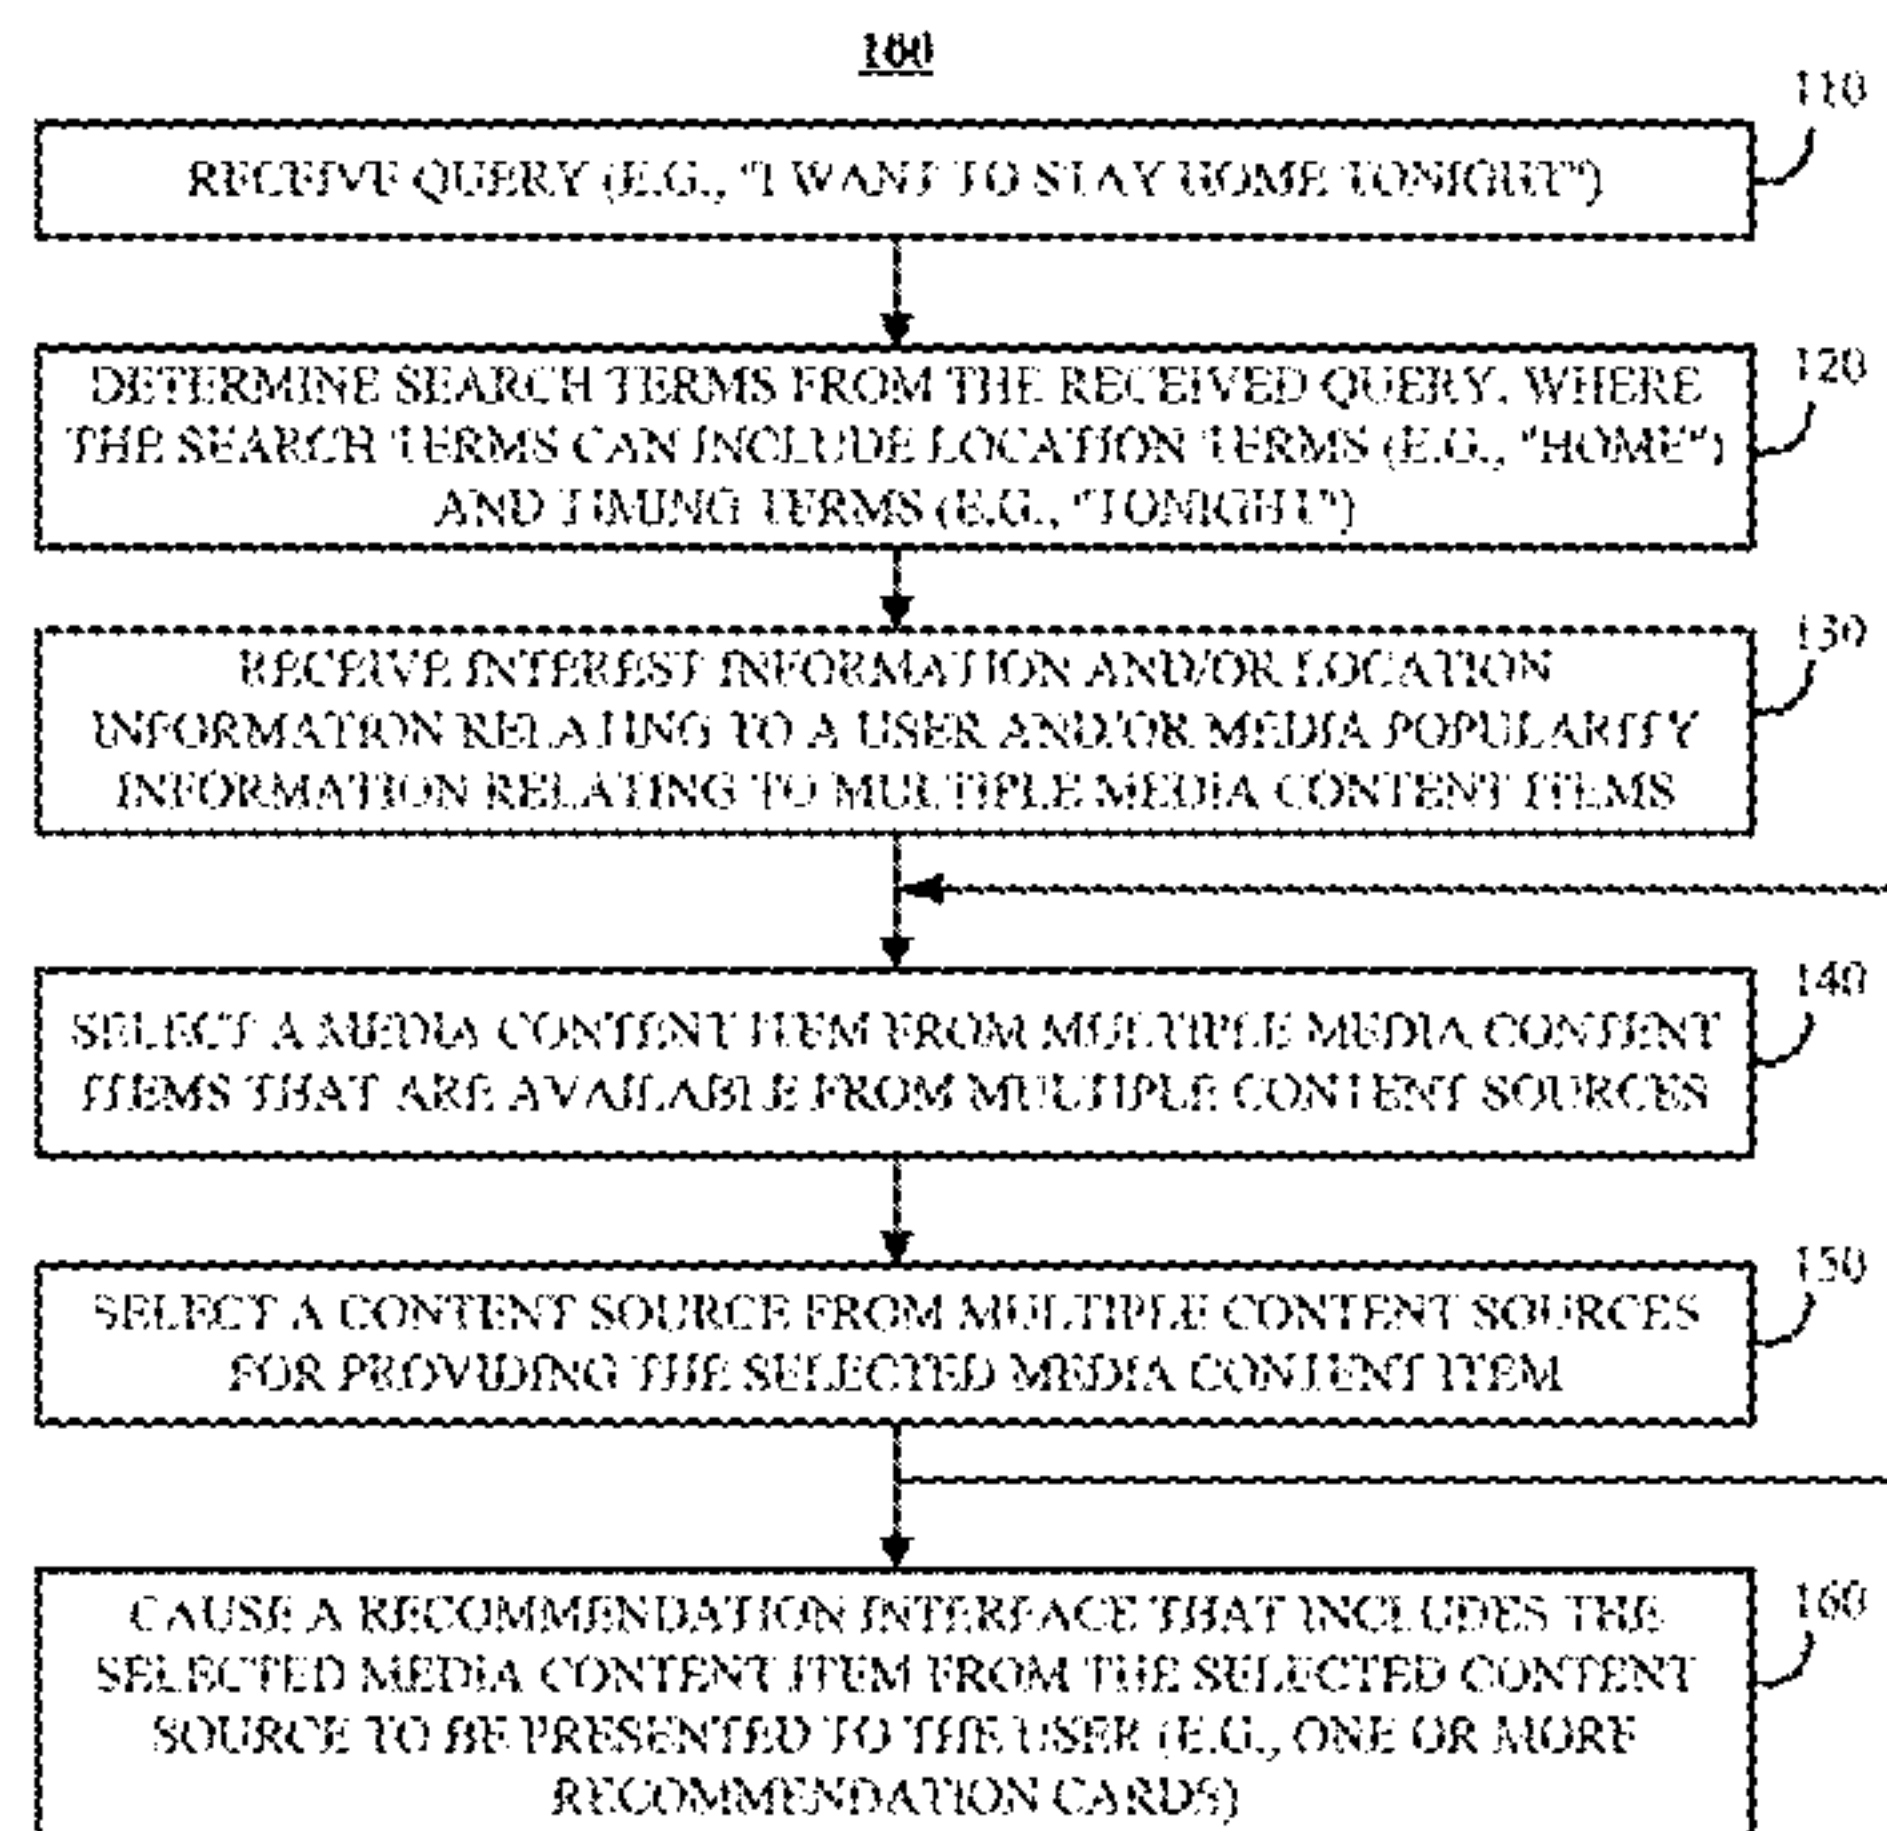 100
110
RECEIVE QUERY (E.G., "I WANT TO STAY HOME TONIGHT")
120
DETERMINE SEARCH TERMS FROM THE RECEIVED QUERY, WHERE
THE SEARCH TERMS CAN INCLUDE LOCATION TERMS (E.G., "HOME")
AND TIMING TERMS (E.G., "TONIGHT")
130
RECEIVE INTEREST INFORMATION AND/OR LOCATION
INFORMATION RELATING TO A USER AND/OR MEDIA POPULARITY
INFORMATION RELATING TO MULTIPLE MEDIA CONTENT ITEMS
140
SELECT A MEDIA CONTENT ITEM FROM MULTIPLE MEDIA CONTENT
ITEMS THAT ARE AVAILABLE FROM MULTIPLE CONTENT SOURCES
150
SELECT A CONTENT SOURCE FROM MULTIPLE CONTENT SOURCES
FOR PROVIDING THE SELECTED MEDIA CONTENT ITEM
160
CAUSE A RECOMMENDATION INTERFACE THAT INCLUDES THE
SELECTED MEDIA CONTENT ITEM FROM THE SELECTED CONTENT
SOURCE TO BE PRESENTED TO THE USER (E.G., ONE OR MORE
RECOMMENDATION CARDS)